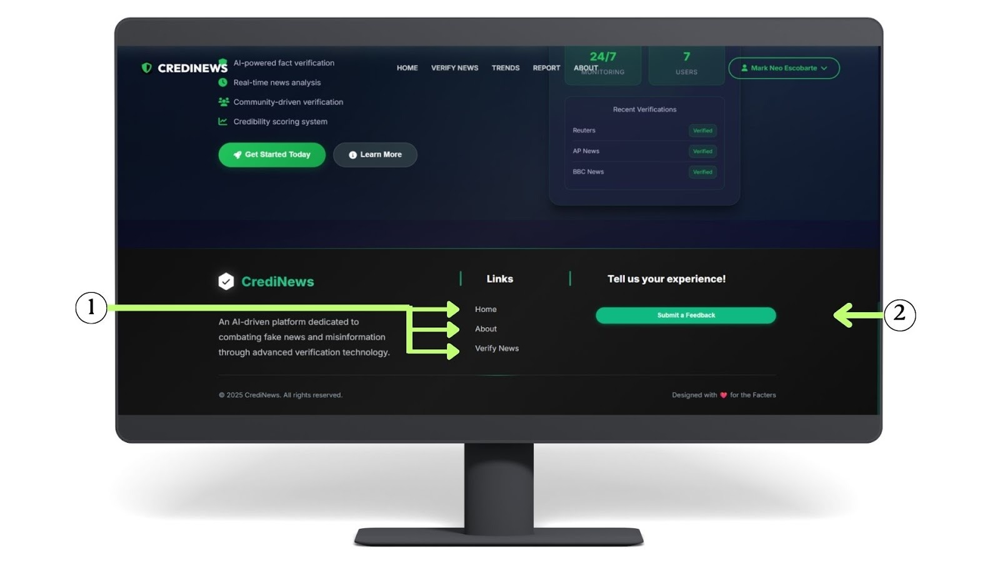 CREDINEWS
HOME VERIFY NEWS TRENDS REPORT ABOUT
Mark Neo Escobarte
AI-powered fact verification
Real-time news analysis
Community-driven verification
Credibility scoring system
Get Started Today
Learn More
24/7
MONITORING
7
USERS
Recent Verifications
Reuters Verified
AP News Verified
BBC News Verified
CrediNews
An AI-driven platform dedicated to
combating fake news and misinformation
through advanced verification technology.
Links
Home
About
Verify News
Tell us your experience!
Submit a Feedback
© 2025 CrediNews. All rights reserved.
Designed with ❤ for the Facters
1
2